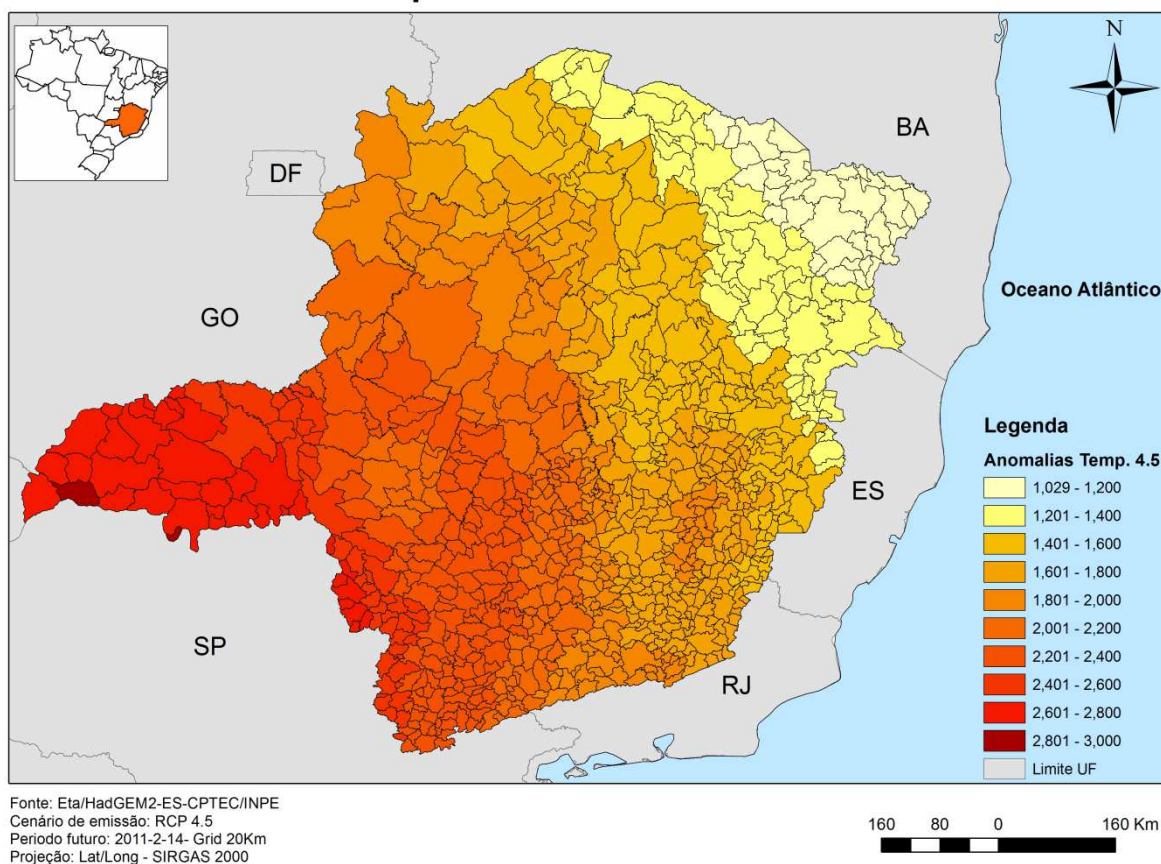 N
BA
DF
GO
Oceano Atlântico
ES
SP
RJ
Legenda
Anomalias Temp. 4.5
1,029 - 1,200
1,201 - 1,400
1,401 - 1,600
1,601 - 1,800
1,801 - 2,000
2,001 - 2,200
2,201 - 2,400
2,401 - 2,600
2,601 - 2,800
2,801 - 3,000
Limite UF
Fonte: Eta/HadGEM2-ES-CPTEC/INPE
Cenário de emissão: RCP 4.5
Periodo futuro: 2011-2-14- Grid 20Km
Projeção: Lat/Long - SIRGAS 2000
160 80 0 160 Km